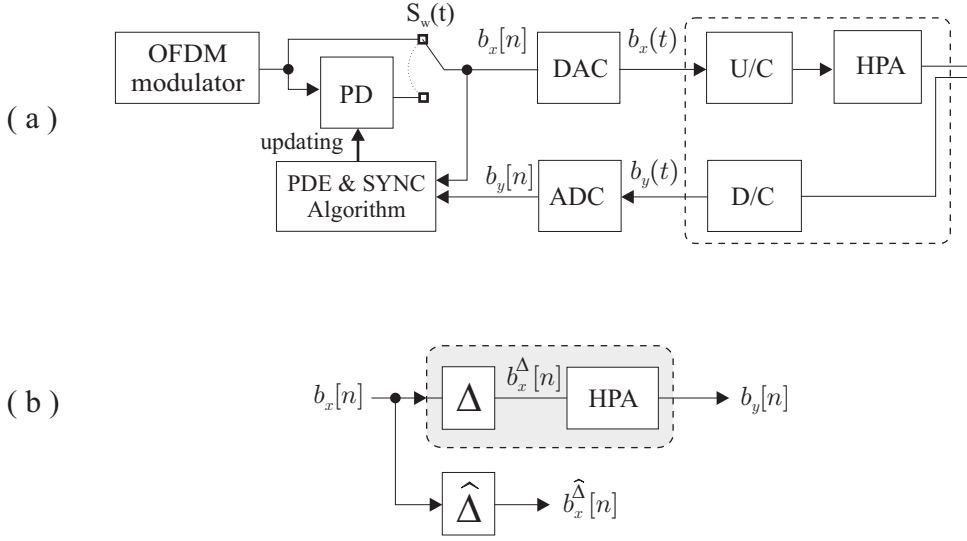 ( a )
OFDM
modulator
PD
S_w(t)
b_x[n]
DAC
b_x(t)
U/C
HPA
updating
PDE & SYNC
Algorithm
b_y[n]
ADC
b_y(t)
D/C
( b )
b_x[n]
Δ
b_x^Δ[n]
HPA
b_y[n]
Δ̂
b_x^Δ̂[n]